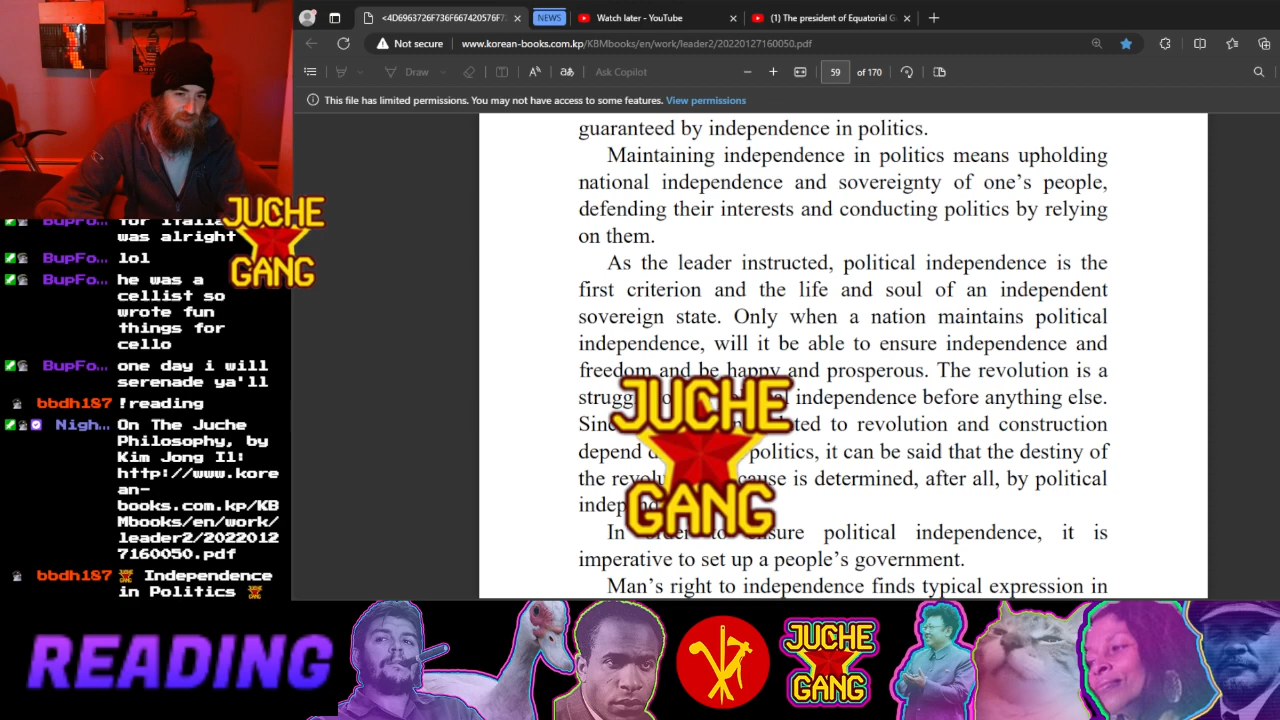 <4D6963726F736F667420576F7
NEWS
Watch later - YouTube
(1) The president of Equatorial G
Not secure
www.korean-books.com.kp/KBMbooks/en/work/leader2/20220127160050.pdf
Draw
Ask Copilot
59
of 170
This file has limited permissions. You may not have access to some features. View permissions
guaranteed by independence in politics.
Maintaining independence in politics means upholding
national independence and sovereignty of one's people,
defending their interests and conducting politics by relying
on them.
As the leader instructed, political independence is the
first criterion and the life and soul of an independent
sovereign state. Only when a nation maintains political
independence, will it be able to ensure independence and
freedom and be happy and prosperous. The revolution is a
independence before anything else.
to revolution and construction
depend politics, it can be said that the destiny of
the is determined, after all, by political
In order to ensure political independence, it is
imperative to set up a people's government.
Man's right to independence finds typical expression in
JUCHE
GANG
JUCHE
GANG
BupFo...
was alright
BupFo... lol
BupFo... he was a
cellist so
wrote fun
things for
cello
BupFo... one day i will
serenade ya'll
bbdh187 !reading
Nigh... On The Juche
Philosophy, by
Kim Jong Il:
http://www.kore
an-
books.com.kp/KB
Mbooks/en/work/
leader2/2022012
7160050.pdf
bbdh187 Independence
in Politics
READING
JUCHE
GANG